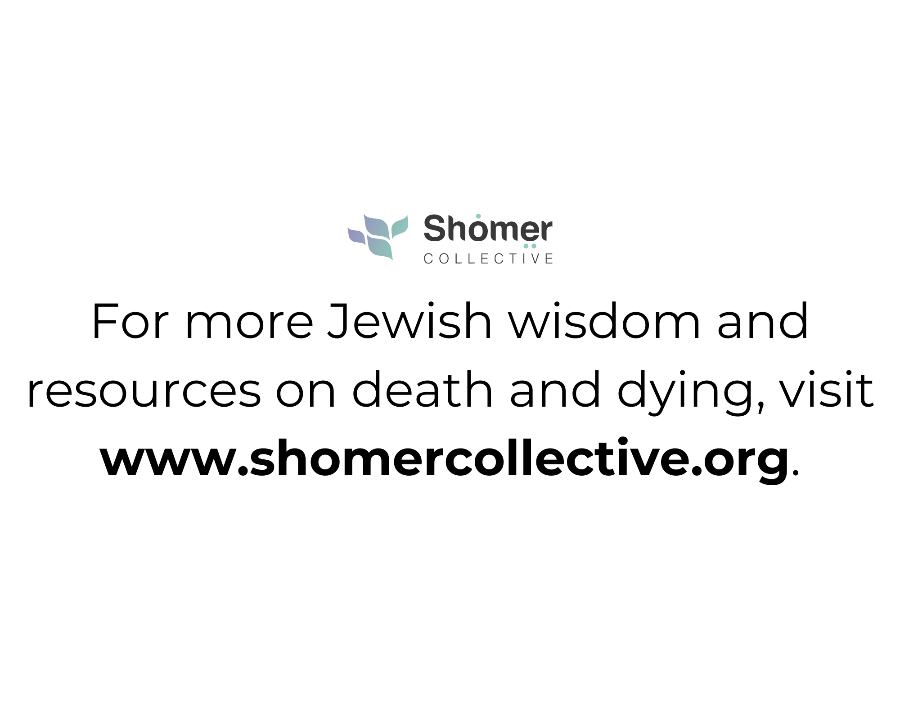 Shomer
COLLECTIVE
For more Jewish wisdom and
resources on death and dying, visit
www.shomercollective.org.